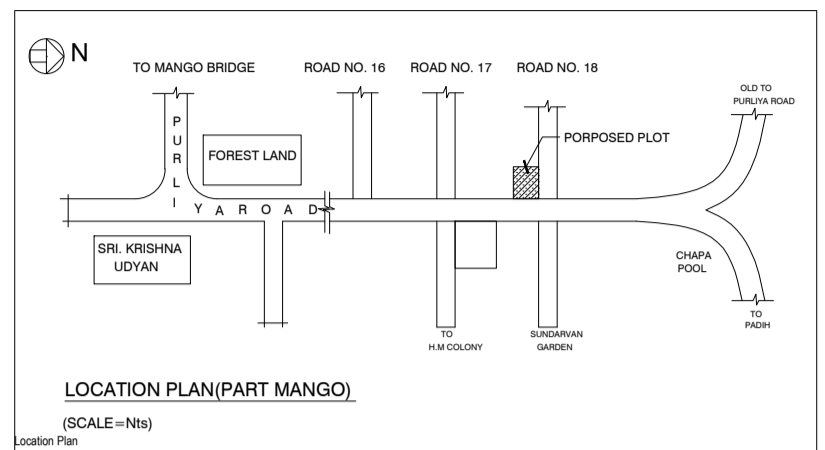 N
TO MANGO BRIDGE
ROAD NO. 16
ROAD NO. 17
ROAD NO. 18
OLD TO
PURLIYA ROAD
PURLIYAROAD
FOREST LAND
PORPOSED PLOT
SRI. KRISHNA
UDYAN
CHAPA
POOL
TO
H.M COLONY
SUNDARVAN
GARDEN
TO
PADIH
LOCATION PLAN(PART MANGO)
(SCALE=Nts)
Location Plan